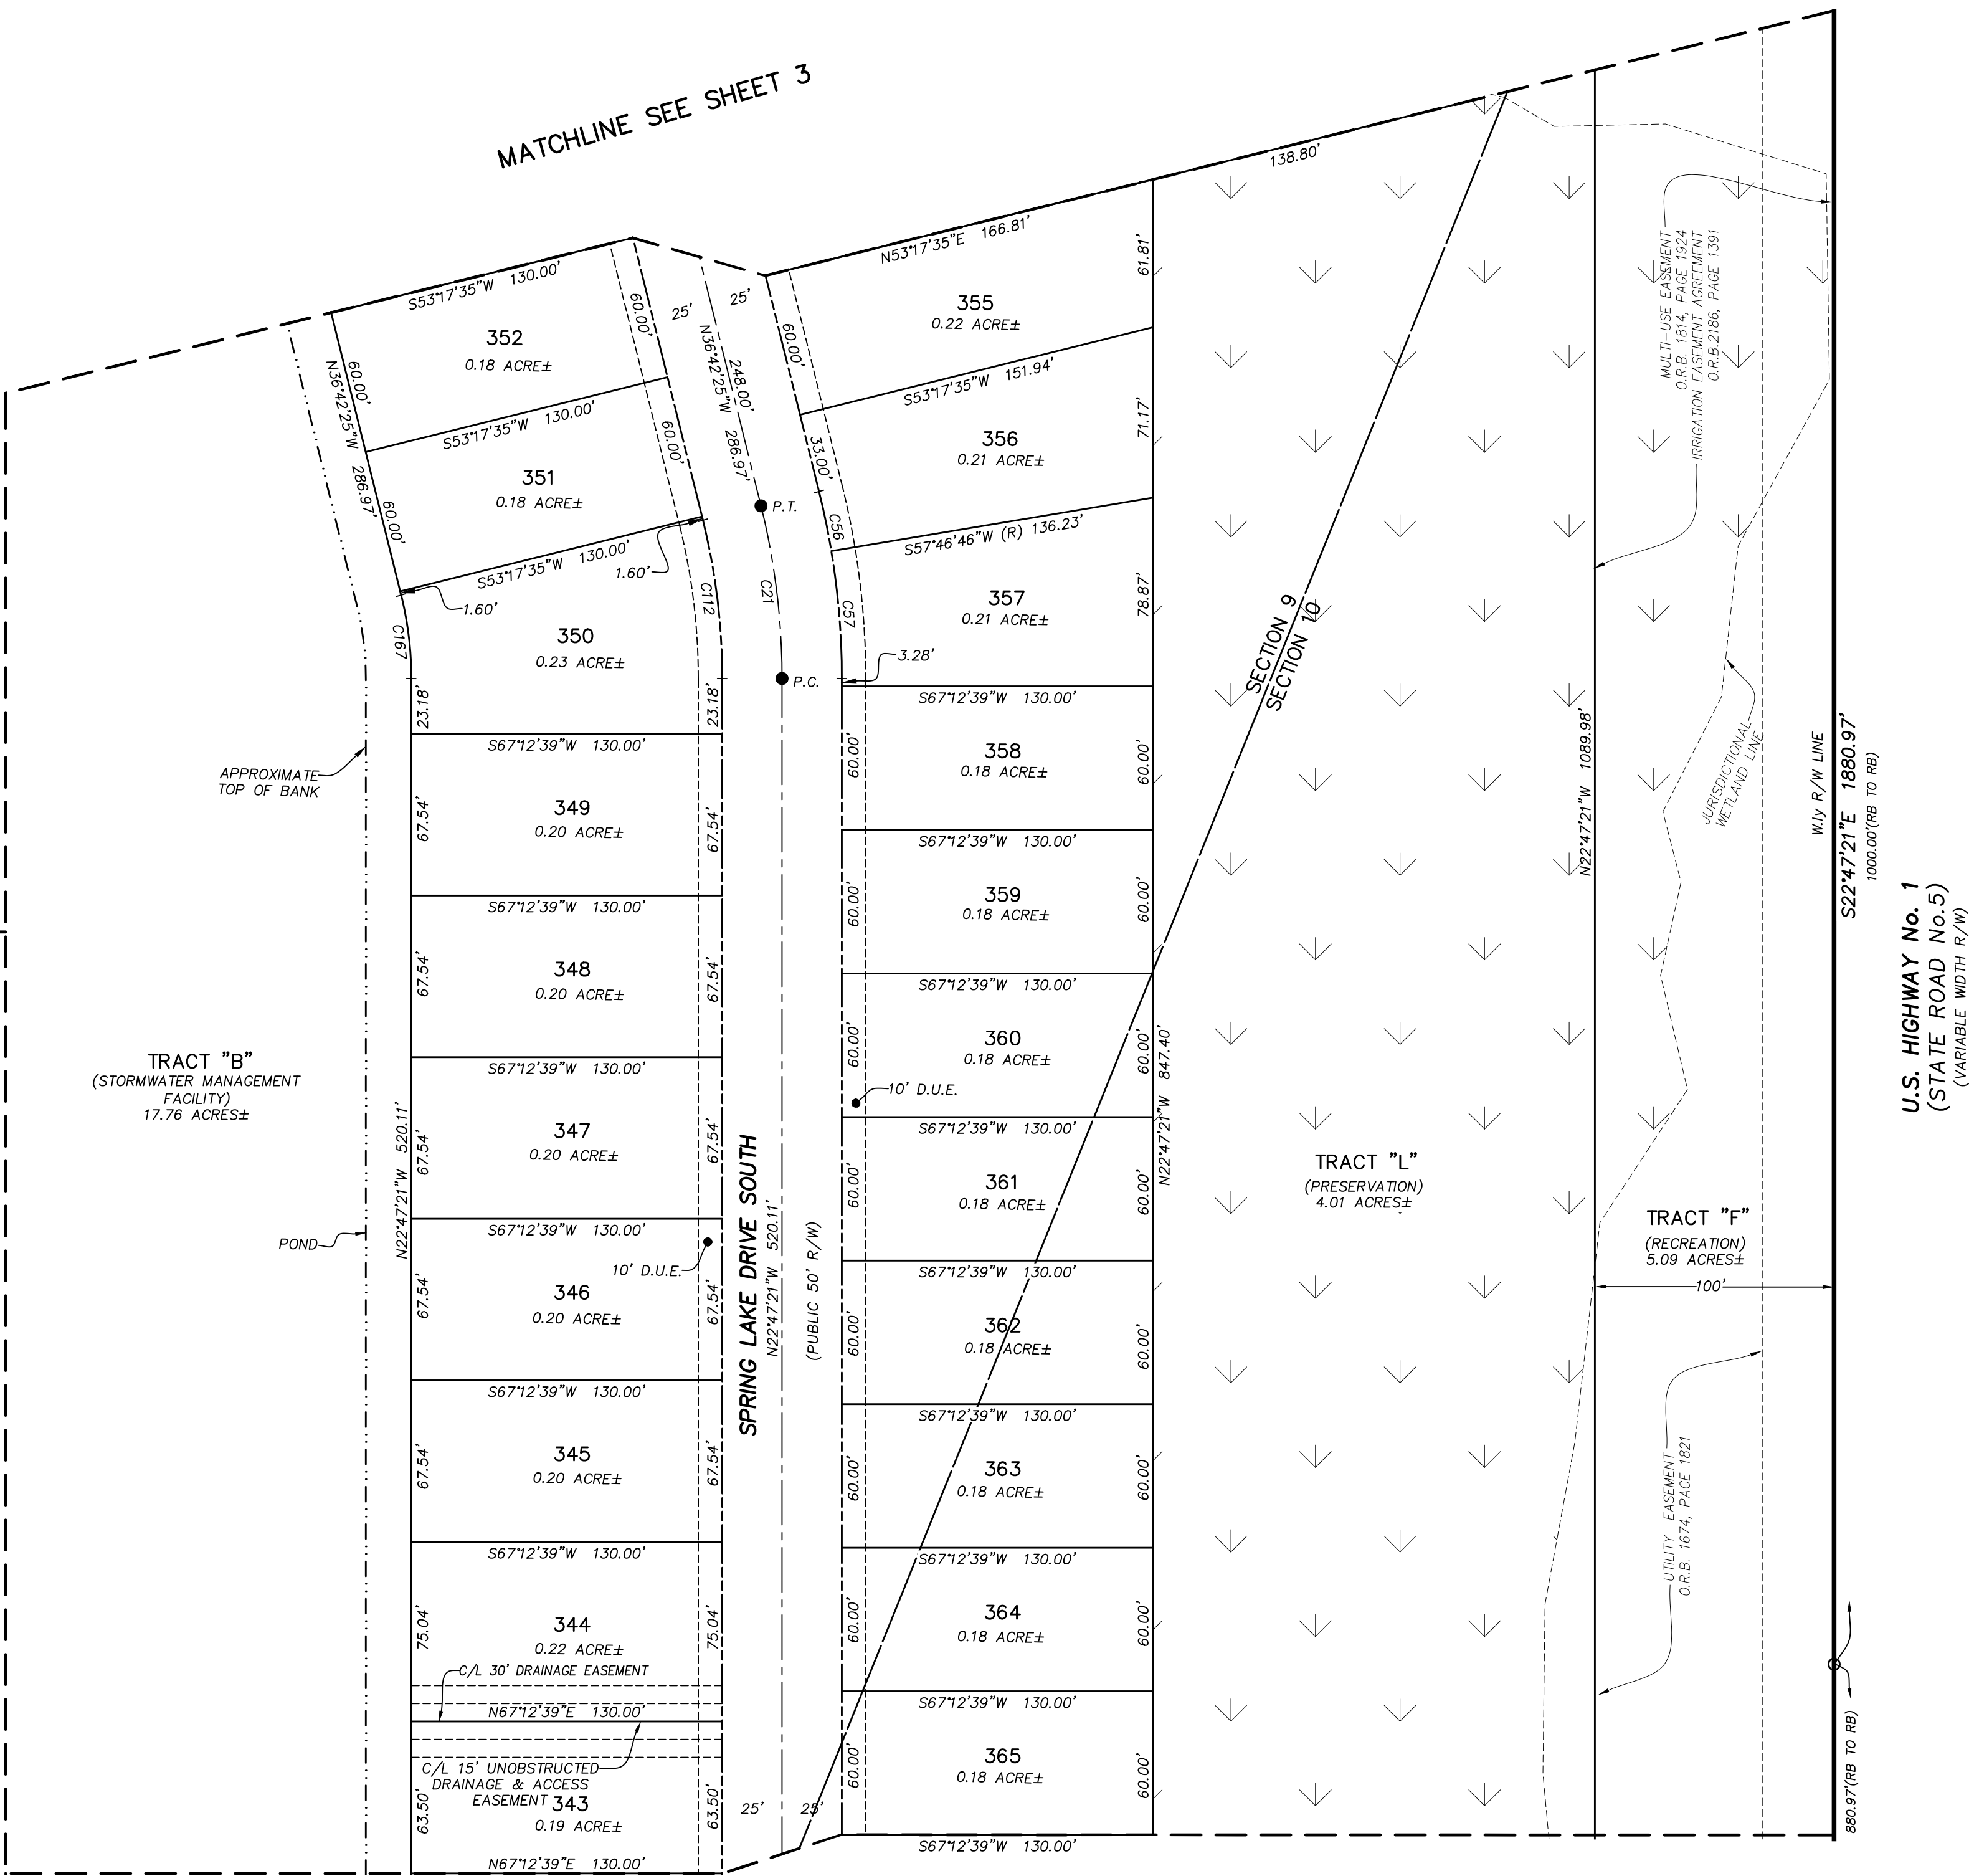 MATCHLINE SEE SHEET 3
138.80'
N53°17'35"E 166.81'
61.81'
S53°17'35"W 130.00'
352
0.18 ACRE±
60.00'
N36°42'25"W 286.97'
60.00'
25'
25'
248.00'
N36°42'25"W 286.97'
60.00'
355
0.22 ACRE±
S53°17'35"W 151.94'
71.17'
S53°17'35"W 130.00'
351
0.18 ACRE±
60.00'
60.00'
P.T.
33.00'
C56
356
0.21 ACRE±
S57°46'46"W (R) 136.23'
S53°17'35"W 130.00'
1.60'
1.60'
C167
350
0.23 ACRE±
C112
C21
C57
357
0.21 ACRE±
78.87'
3.28'
P.C.
23.18'
23.18'
S67°12'39"W 130.00'
S67°12'39"W 130.00'
APPROXIMATE
TOP OF BANK
67.54'
349
0.20 ACRE±
67.54'
60.00'
358
0.18 ACRE±
60.00'
S67°12'39"W 130.00'
S67°12'39"W 130.00'
67.54'
348
0.20 ACRE±
67.54'
60.00'
359
0.18 ACRE±
60.00'
S67°12'39"W 130.00'
S67°12'39"W 130.00'
TRACT "B"
(STORMWATER MANAGEMENT
FACILITY)
17.76 ACRES±
N22°47'21"W 520.11'
67.54'
347
0.20 ACRE±
67.54'
60.00'
360
0.18 ACRE±
60.00'
N22°47'21"W 847.40'
10' D.U.E.
S67°12'39"W 130.00'
S67°12'39"W 130.00'
POND
67.54'
346
0.20 ACRE±
67.54'
10' D.U.E.
SPRING LAKE DRIVE SOUTH
N22°47'21"W 520.11'
(PUBLIC 50' R/W)
60.00'
361
0.18 ACRE±
60.00'
S67°12'39"W 130.00'
S67°12'39"W 130.00'
60.00'
362
0.18 ACRE±
60.00'
67.54'
345
0.20 ACRE±
67.54'
S67°12'39"W 130.00'
S67°12'39"W 130.00'
60.00'
363
0.18 ACRE±
60.00'
75.04'
344
0.22 ACRE±
75.04'
S67°12'39"W 130.00'
60.00'
364
0.18 ACRE±
60.00'
C/L 30' DRAINAGE EASEMENT
N67°12'39"E 130.00'
S67°12'39"W 130.00'
C/L 15' UNOBSTRUCTED
DRAINAGE & ACCESS
EASEMENT
63.50'
343
0.19 ACRE±
63.50'
25'
25'
60.00'
365
0.18 ACRE±
60.00'
N67°12'39"E 130.00'
S67°12'39"W 130.00'
SECTION 9
SECTION 10
TRACT "L"
(PRESERVATION)
4.01 ACRES±
N22°47'21"W 1089.98'
MULTI-USE EASEMENT
O.R.B. 1814, PAGE 1924
IRRIGATION EASEMENT AGREEMENT
O.R.B.2186, PAGE 1391
JURISDICTIONAL
WETLAND LINE
TRACT "F"
(RECREATION)
5.09 ACRES±
100'
UTILITY EASEMENT
O.R.B. 1674, PAGE 1821
W.ly R/W LINE
S22°47'21"E 1880.97'
1000.00'(RB TO RB)
880.97'(RB TO RB)
U.S. HIGHWAY No. 1
(STATE ROAD No.5)
(VARIABLE WIDTH R/W)